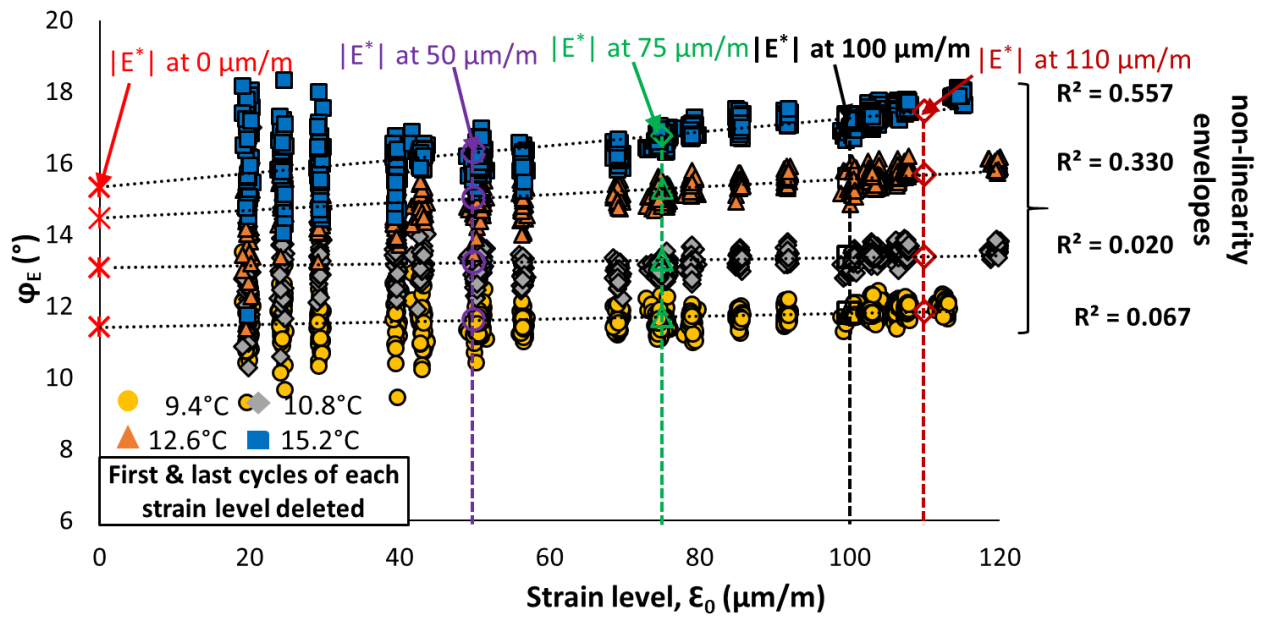 20
18
16
14
12
10
8
6
φE (°)
|E*| at 0 μm/m
|E*| at 50 μm/m
|E*| at 75 μm/m
|E*| at 100 μm/m
|E*| at 110 μm/m
R² = 0.557
R² = 0.330
R² = 0.020
R² = 0.067
non-linearity
envelopes
9.4°C
10.8°C
12.6°C
15.2°C
First & last cycles of each
strain level deleted
0
20
40
60
80
100
120
Strain level, Ɛ₀ (μm/m)